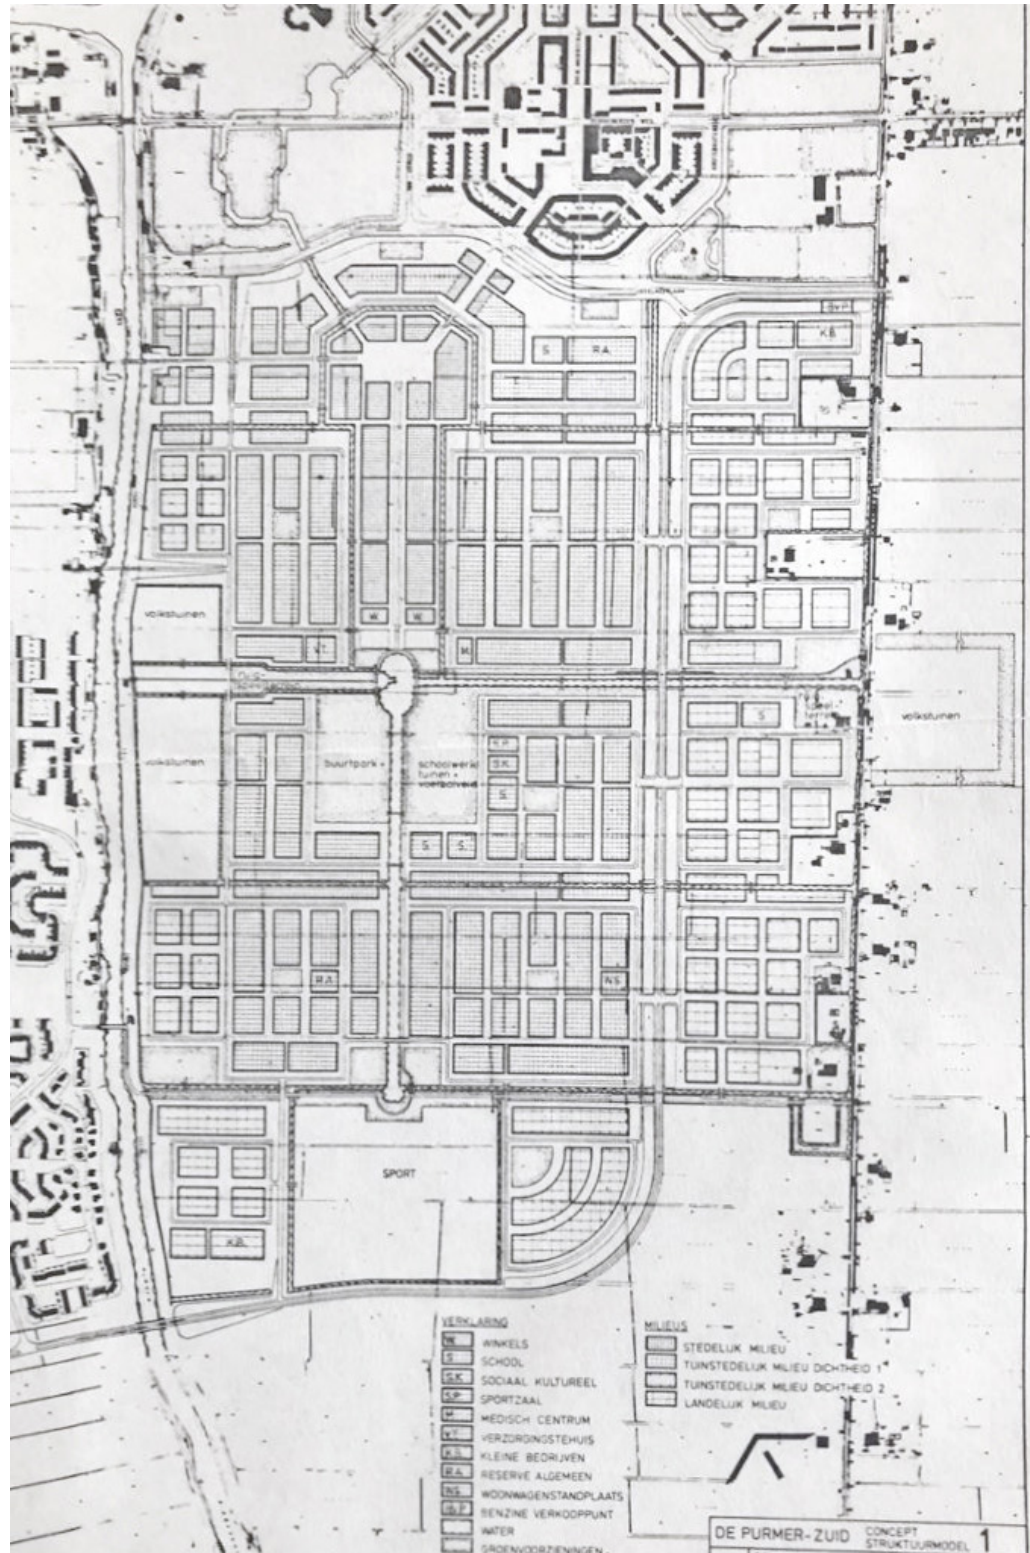 S
R.A.
B.V.P.
K.B.
volkstuinen
W
W
V.T.
M
S
volkstuinen
volkstuinen
buurtpark
schoolwerk
tuinen +
S.P.
S.K.
S
S
S
R.A.
N.S.
SPORT
K.B.
VERKLARING
W WINKELS
S SCHOOL
S.K. SOCIAAL KULTUREEL
S.P. SPORTZAAL
M MEDISCH CENTRUM
V.T. VERZORGINGSTEHUIS
K.B. KLEINE BEDRIJVEN
R.A. RESERVE ALGEMEEN
N.S. WOONWAGENSTANDPLAATS
B.V.P. BENZINE VERKOOPPUNT
WATER
GROENVOORZIENINGEN
MILIEUS
STEDELIJK MILIEU
TUINSTEDELIJK MILIEU DICHTHEID 1
TUINSTEDELIJK MILIEU DICHTHEID 2
LANDELIJK MILIEU
DE PURMER-ZUID CONCEPT STRUKTUURMODEL 1